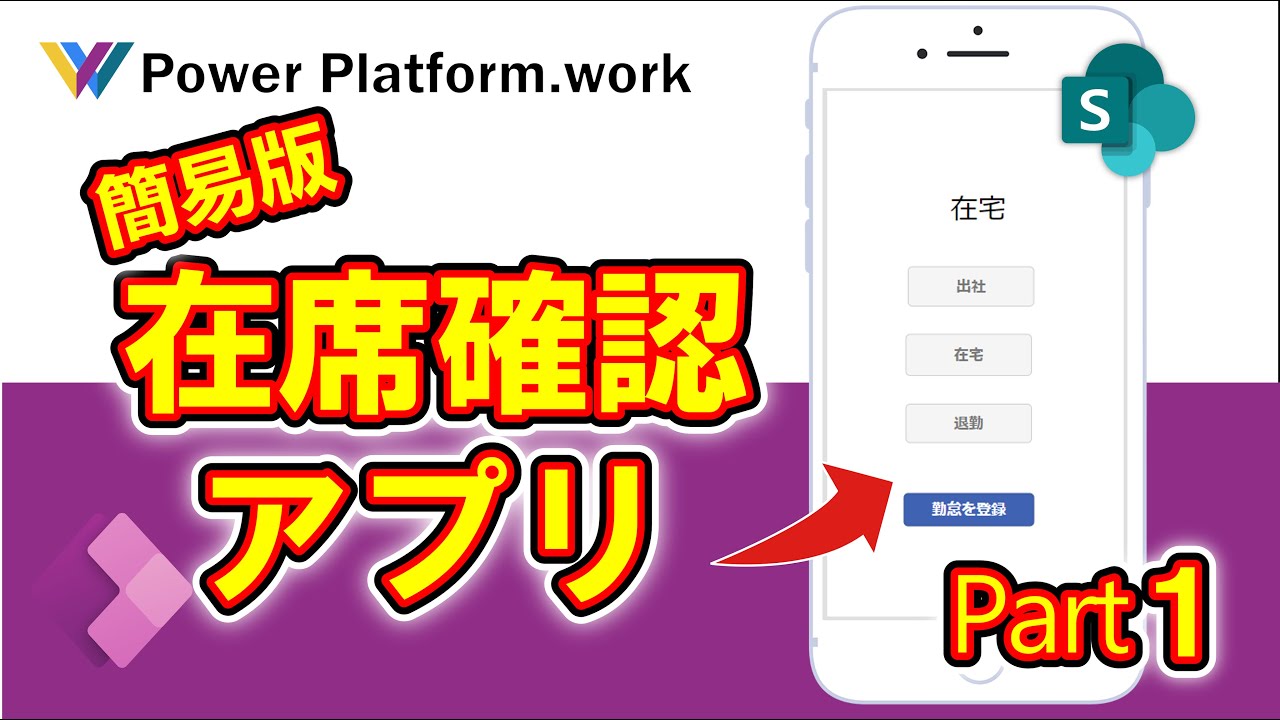 Power Platform.work
簡易版
在席確認
アプリ
S
在宅
出社
在宅
退勤
勤怠を登録
Part 1